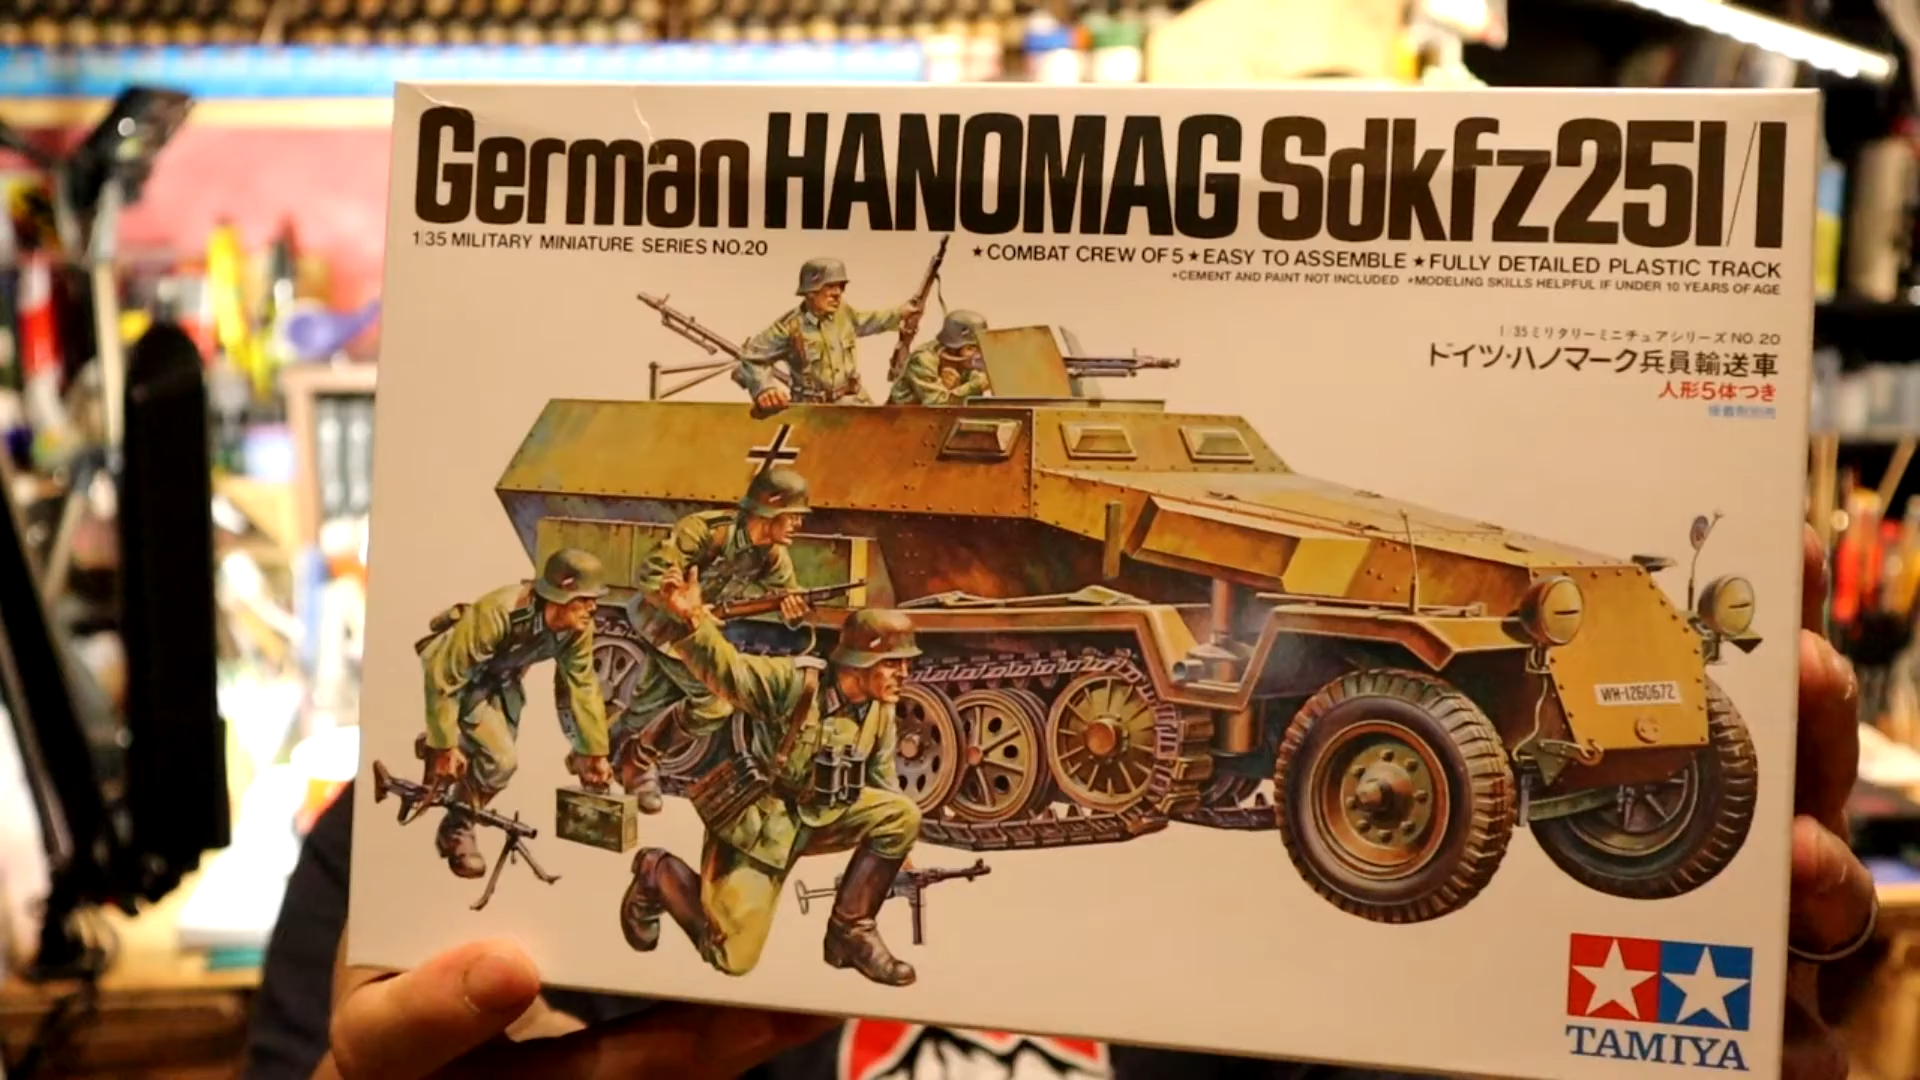 German HANOMAG Sdkfz251/1
1/35 MILITARY MINIATURE SERIES NO.20
★COMBAT CREW OF 5★EASY TO ASSEMBLE ★FULLY DETAILED PLASTIC TRACK
★CEMENT AND PAINT NOT INCLUDED ★MODELING SKILLS HELPFUL IF UNDER 10 YEARS OF AGE
1/35ミリタリーミニチュアシリーズ NO.20
ドイツ・ハノマーク兵員輸送車
人形5体つき
WH-1260672
TAMIYA